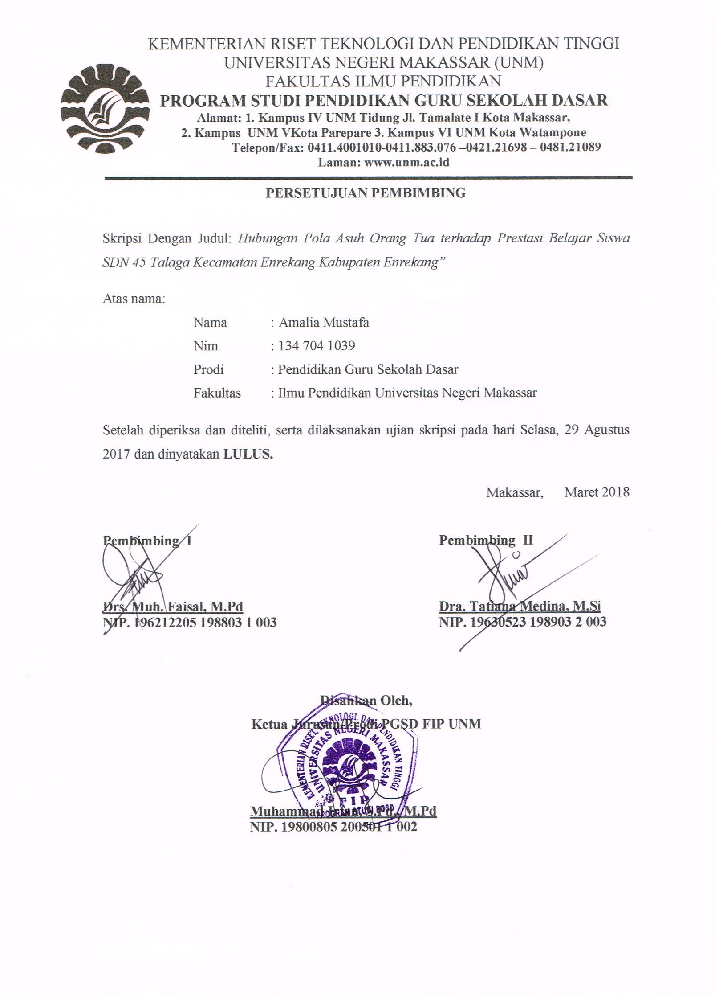 KEMENTERIAN RISET TEKNOLOGI DAN PENDIDIKAN TINGGI
UNIVERSITAS NEGERI MAKASSAR (UNM)
FAKULTAS ILMU PENDIDIKAN
PROGRAM STUDI PENDIDIKAN GURU SEKOLAH DASAR
Alamat: 1. Kampus IV UNM Tidung Jl. Tamalate I Kota Makassar,
2. Kampus UNM VKota Parepare 3. Kampus VI UNM Kota Watampone
Telepon/Fax: 0411.4001010-0411.883.076 –0421.21698 – 0481.21089
Laman: www.unm.ac.id
PERSETUJUAN PEMBIMBING
Skripsi Dengan Judul: Hubungan Pola Asuh Orang Tua terhadap Prestasi Belajar Siswa
SDN 45 Talaga Kecamatan Enrekang Kabupaten Enrekang”
Atas nama:
Nama : Amalia Mustafa
Nim : 134 704 1039
Prodi : Pendidikan Guru Sekolah Dasar
Fakultas : Ilmu Pendidikan Universitas Negeri Makassar
Setelah diperiksa dan diteliti, serta dilaksanakan ujian skripsi pada hari Selasa, 29 Agustus
2017 dan dinyatakan LULUS.
Makassar, Maret 2018
Pembimbing I
Pembimbing II
Drs. Muh. Faisal, M.Pd
NIP. 196212205 198803 1 003
Dra. Tatiana Medina, M.Si
NIP. 19630523 198903 2 003
Disahkan Oleh,
Ketua Jurusan/Prodi PGSD FIP UNM
KEMENTERIAN RISET, TEKNOLOGI, DAN PENDIDIKAN TINGGI
UNIVERSITAS NEGERI MAKASSAR
FIP
PROGRAM STUDI PGSD
Muhammad Irfan, S.Pd., M.Pd
NIP. 19800805 200501 1 002